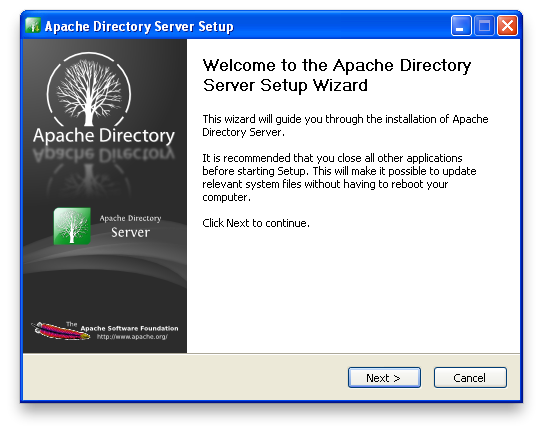 Apache Directory Server Setup
Apache Directory
Apache Directory
Server
The Apache Software Foundation
http://www.apache.org/
Welcome to the Apache Directory
Server Setup Wizard
This wizard will guide you through the installation of Apache
Directory Server.
It is recommended that you close all other applications
before starting Setup. This will make it possible to update
relevant system files without having to reboot your
computer.
Click Next to continue.
Next >
Cancel